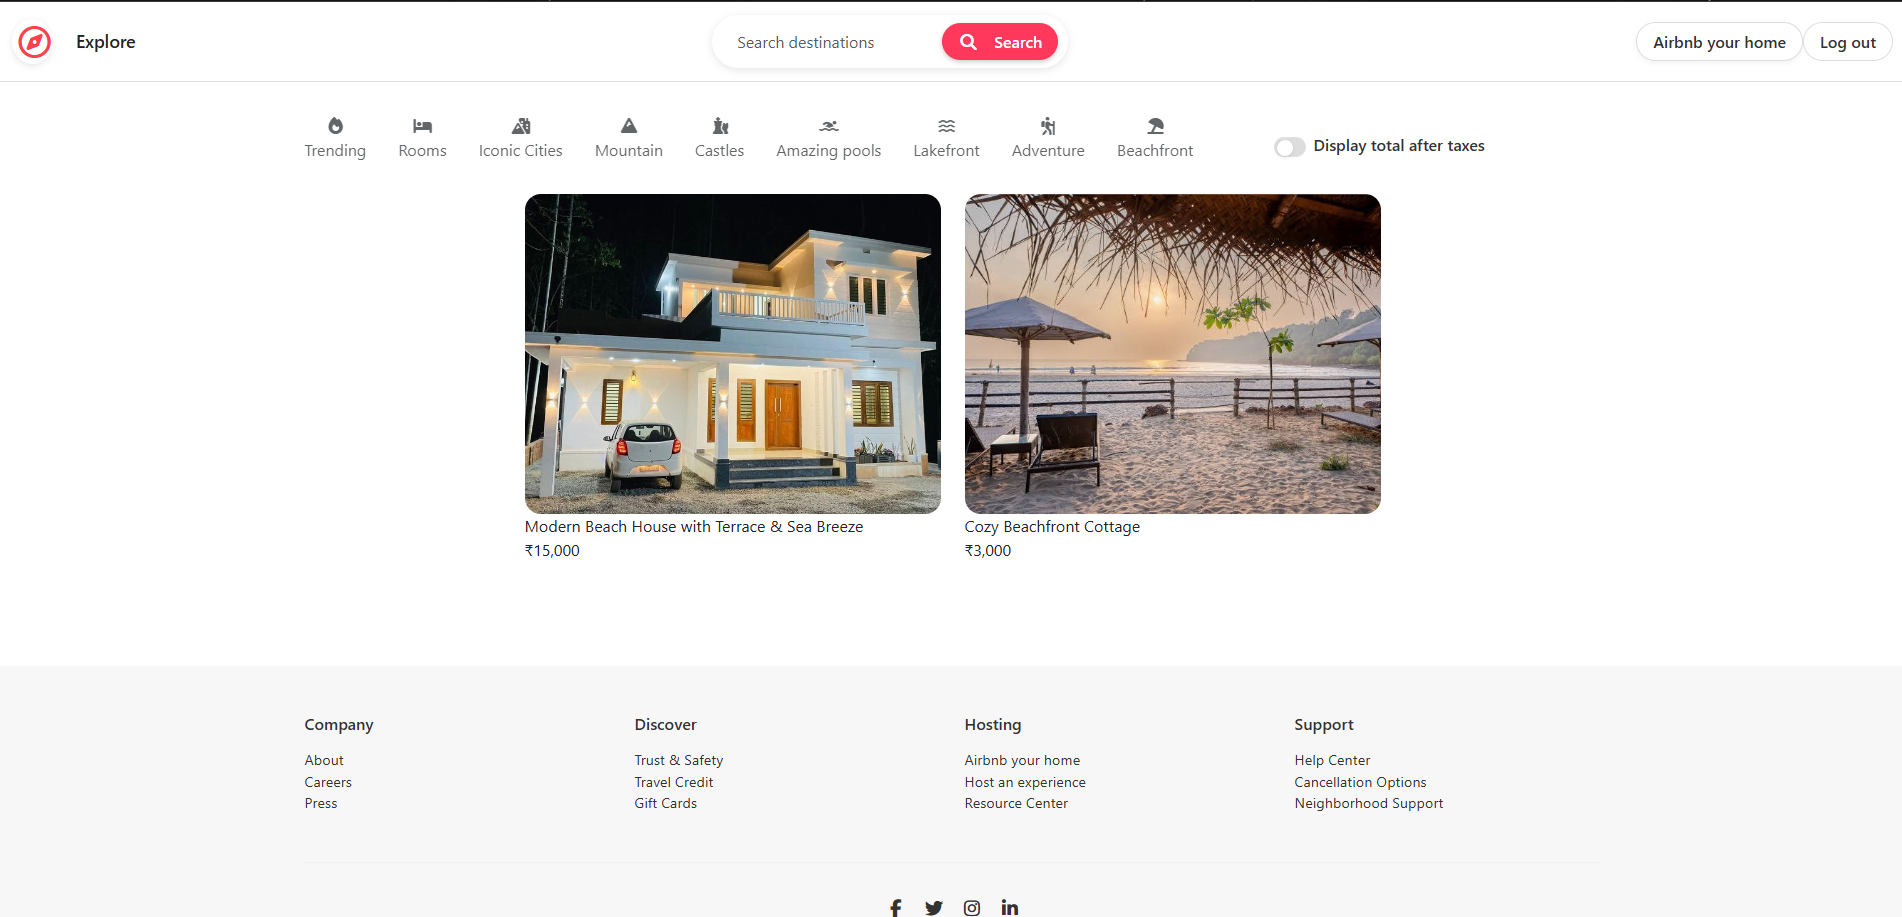 Explore
Search destinations
Search
Airbnb your home
Log out
Trending
Rooms
Iconic Cities
Mountain
Castles
Amazing pools
Lakefront
Adventure
Beachfront
Display total after taxes
Modern Beach House with Terrace & Sea Breeze
₹15,000
Cozy Beachfront Cottage
₹3,000
Company
About
Careers
Press
Discover
Trust & Safety
Travel Credit
Gift Cards
Hosting
Airbnb your home
Host an experience
Resource Center
Support
Help Center
Cancellation Options
Neighborhood Support